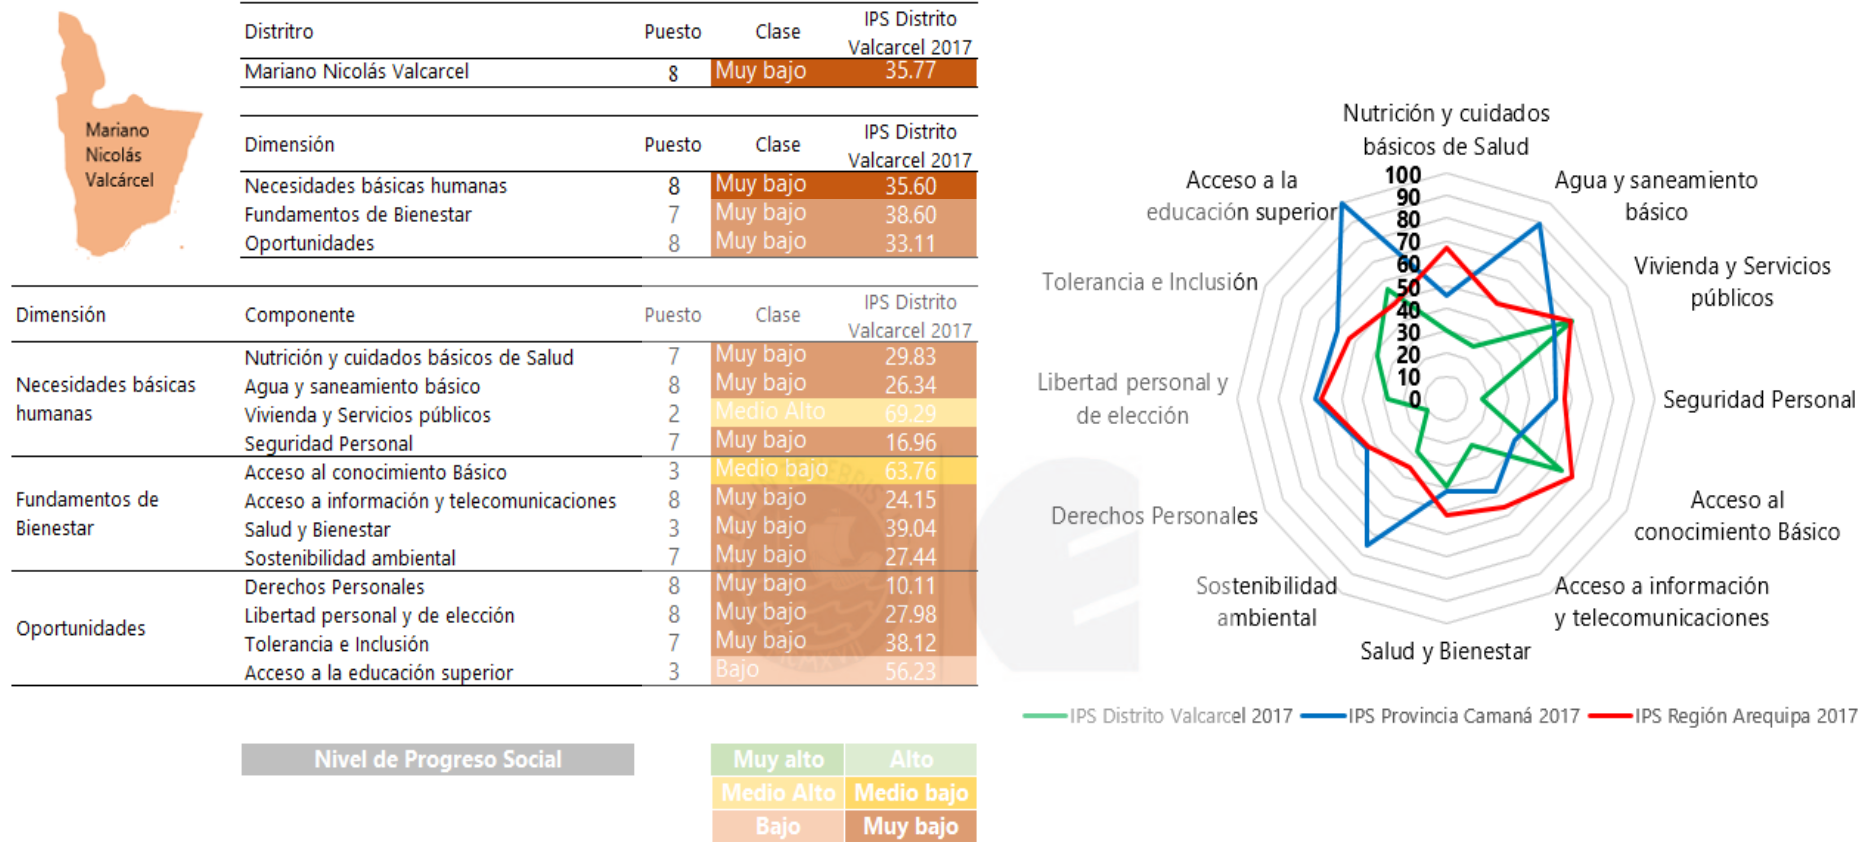 Mariano
Nicolás
Valcárcel
Distritro Puesto Clase IPS Distrito
Valcarcel 2017
Mariano Nicolás Valcarcel 8 Muy bajo 35.77
Dimensión Puesto Clase IPS Distrito
Valcarcel 2017
Necesidades básicas humanas 8 Muy bajo 35.60
Fundamentos de Bienestar 7 Muy bajo 38.60
Oportunidades 8 Muy bajo 33.11
Dimensión Componente Puesto Clase IPS Distrito
Valcarcel 2017
Necesidades básicas
humanas
Nutrición y cuidados básicos de Salud 7 Muy bajo 29.83
Agua y saneamiento básico 8 Muy bajo 26.34
Vivienda y Servicios públicos 2 Medio Alto 69.29
Seguridad Personal 7 Muy bajo 16.96
Fundamentos de
Bienestar
Acceso al conocimiento Básico 3 Medio bajo 63.76
Acceso a información y telecomunicaciones 8 Muy bajo 24.15
Salud y Bienestar 3 Muy bajo 39.04
Sostenibilidad ambiental 7 Muy bajo 27.44
Oportunidades
Derechos Personales 8 Muy bajo 10.11
Libertad personal y de elección 8 Muy bajo 27.98
Tolerancia e Inclusión 7 Muy bajo 38.12
Acceso a la educación superior 3 Bajo 56.23
Nivel de Progreso Social
Muy alto Alto
Medio Alto Medio bajo
Bajo Muy bajo
Nutrición y cuidados
básicos de Salud
Agua y saneamiento
básico
Vivienda y Servicios
públicos
Seguridad Personal
Acceso al
conocimiento Básico
Acceso a información
y telecomunicaciones
Salud y Bienestar
Sostenibilidad
ambiental
Derechos Personales
Libertad personal y
de elección
Tolerancia e Inclusión
Acceso a la
educación superior
100
90
80
70
60
50
40
30
20
10
0
IPS Distrito Valcarcel 2017 IPS Provincia Camaná 2017 IPS Región Arequipa 2017